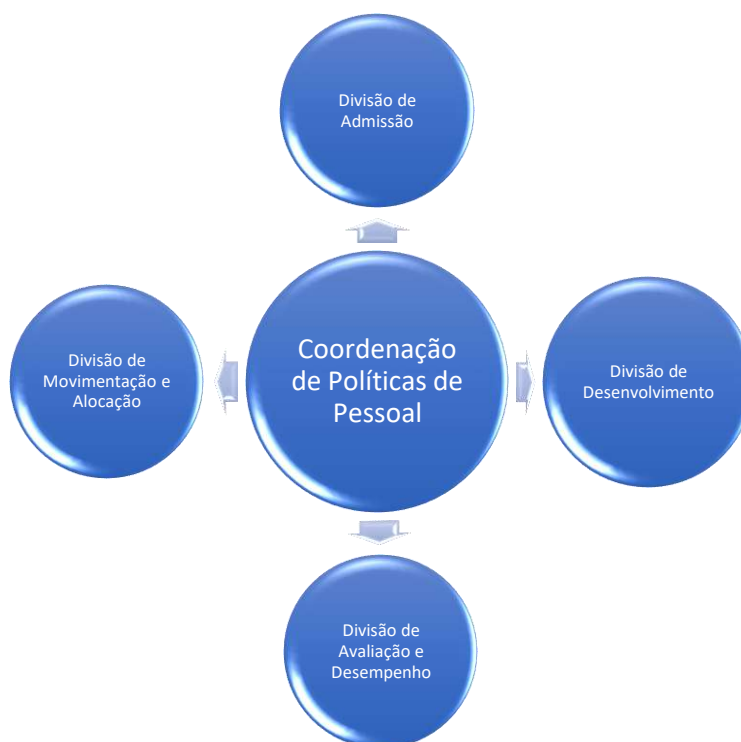 Divisão de
Admissão
Coordenação
de Políticas de
Pessoal
Divisão de
Movimentação e
Alocação
Divisão de
Desenvolvimento
Divisão de
Avaliação e
Desempenho